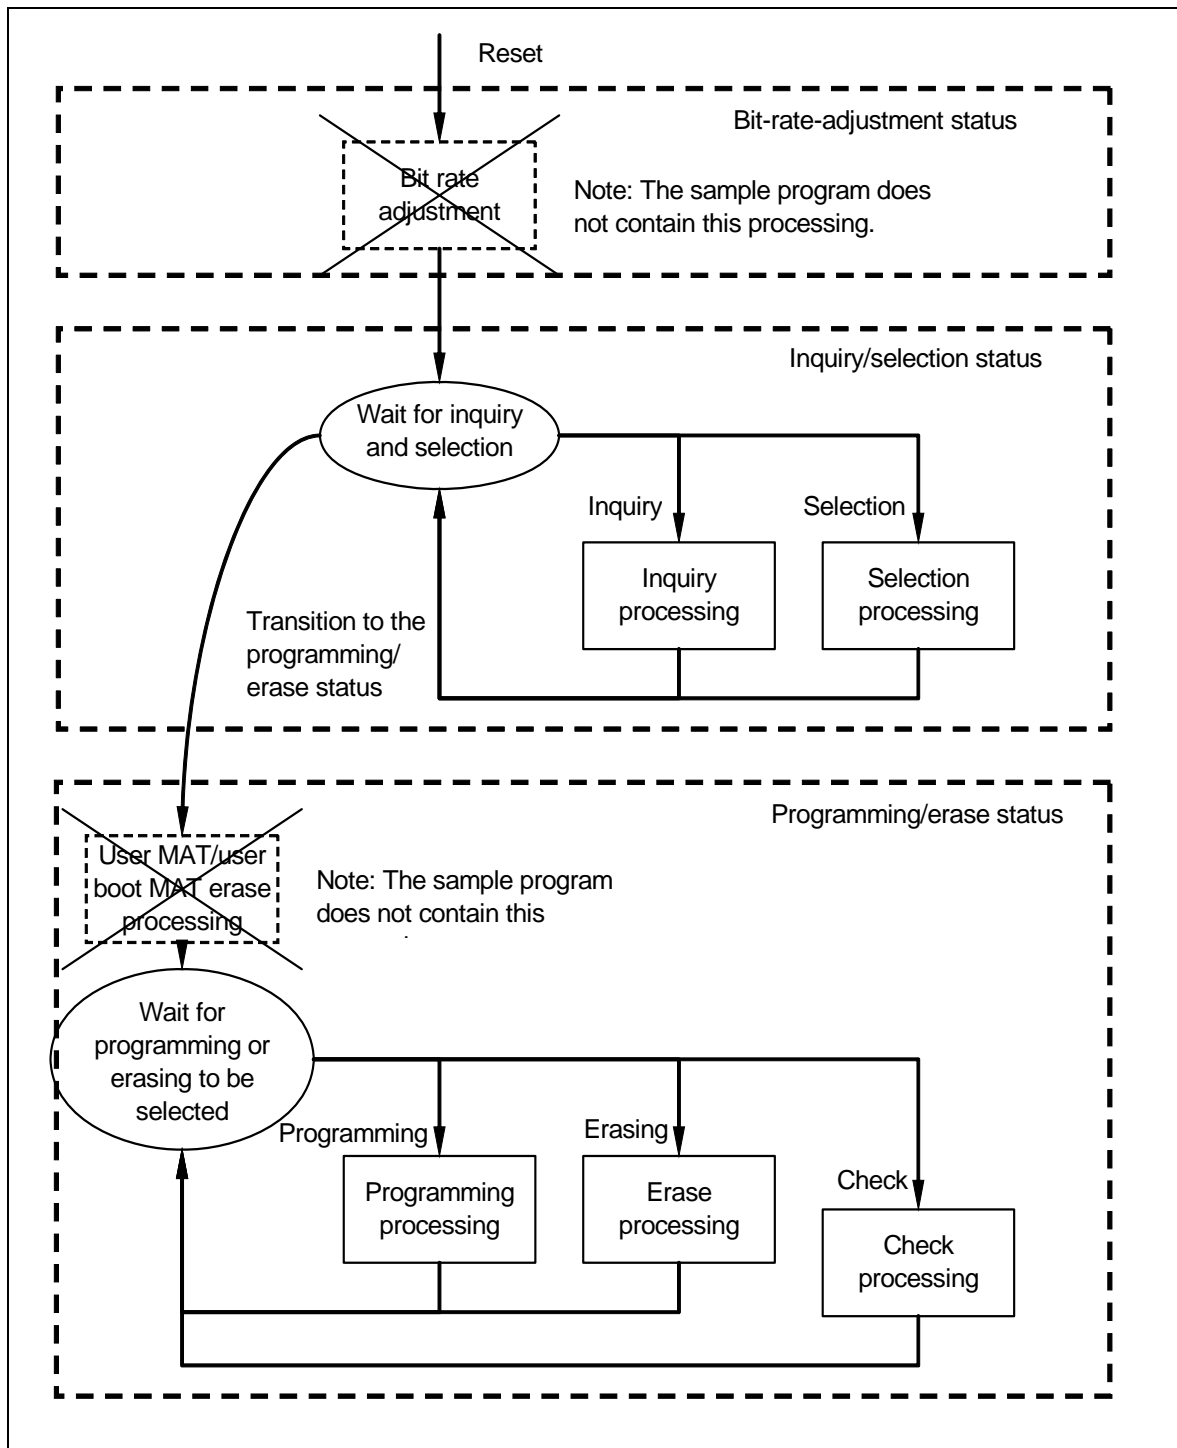 Reset
Bit-rate-adjustment status
Bit rate
adjustment
Note: The sample program does
not contain this processing.
Inquiry/selection status
Wait for inquiry
and selection
Inquiry
Selection
Inquiry
processing
Selection
processing
Transition to the
programming/
erase status
Programming/erase status
User MAT/user
boot MAT erase
processing
Note: The sample program
does not contain this
Wait for
programming or
erasing to be
selected
Programming
Erasing
Check
Programming
processing
Erase
processing
Check
processing